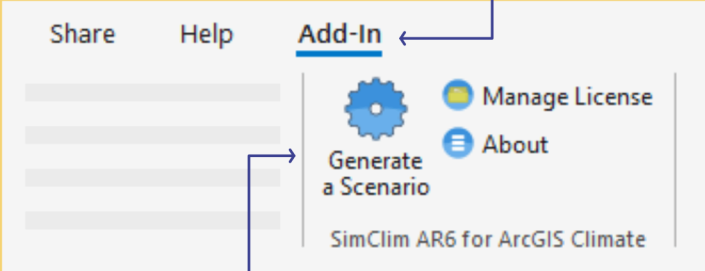 Share Help Add-In
Manage License
About
Generate
a Scenario
SimClim AR6 for ArcGIS Climate